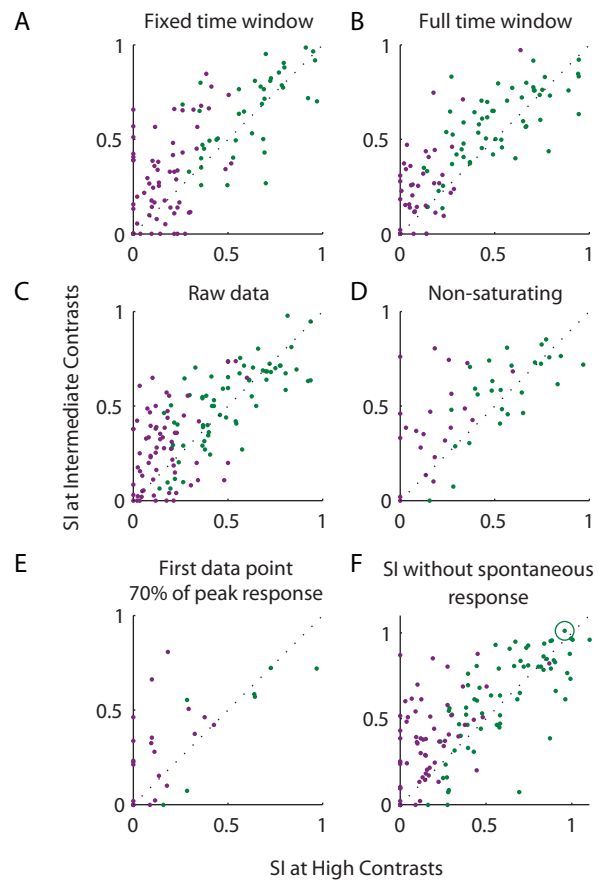 A Fixed time window
B Full time window
1
0.5
0
0 0.5 1
1
0.5
0
0 0.5 1
C Raw data
D Non-saturating
1
0.5
0
0 0.5 1
1
0.5
0
0 0.5 1
SI at Intermediate Contrasts
E First data point
70% of peak response
F SI without spontaneous
response
1
0.5
0
0 0.5 1
1
0.5
0
0 0.5 1
SI at High Contrasts